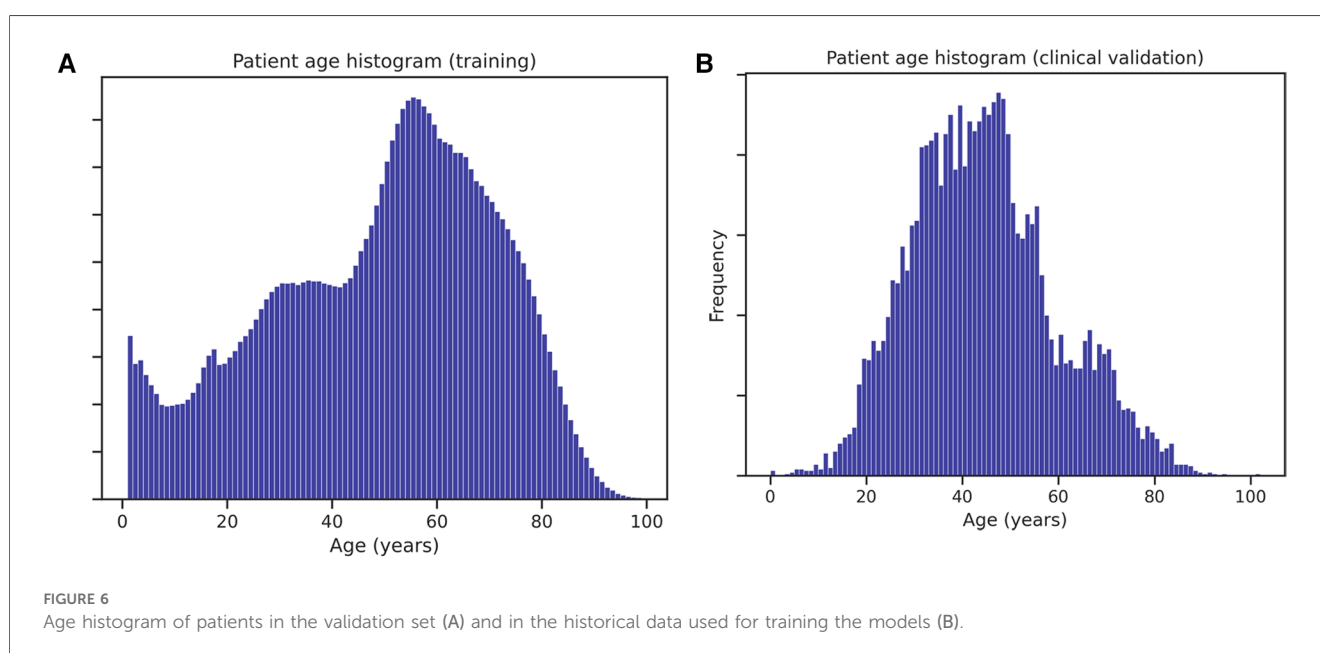 A
Patient age histogram (training)
0 20 40 60 80 100
Age (years)
B
Patient age histogram (clinical validation)
Frequency
0 20 40 60 80 100
Age (years)
FIGURE 6
Age histogram of patients in the validation set (A) and in the historical data used for training the models (B).